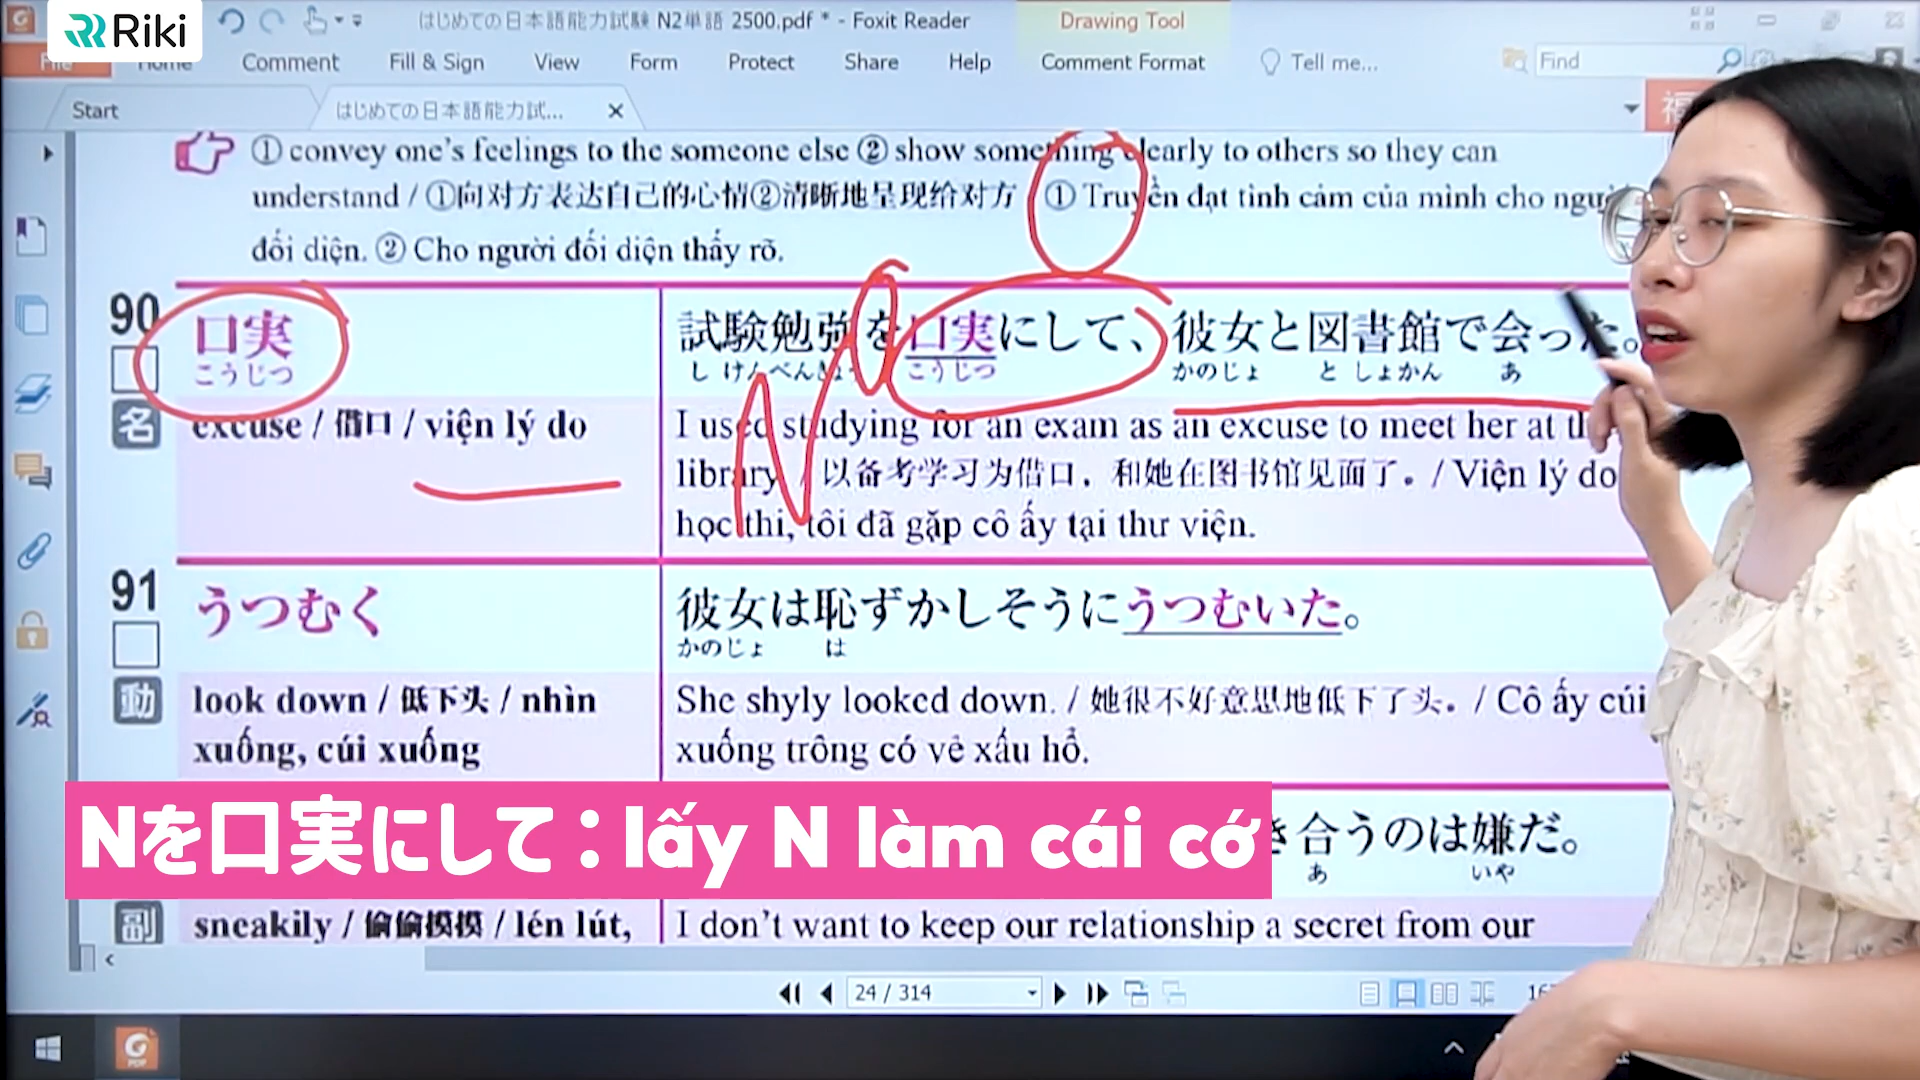 Riki
はじめての日本語能力試験 N2単語 2500.pdf * - Foxit Reader
Drawing Tool
File Home Comment Fill & Sign View Form Protect Share Help Comment Format Tell me... Find
Start はじめての日本語能力試...
① convey one's feelings to the someone else ② show something clearly to others so they can
understand / ①向对方表达自己的心情②清晰地呈现给对方 ① Truyền đạt tình cảm của mình cho
đối diện. ② Cho người đối diện thấy rõ.
90
口実
こうじつ
名
excuse / 借口 / viện lý do
N
試験勉強を口実にして、彼女と図書館で会った。
し けんべんきょう こうじつ かのじょ と しょかん あ
I used studying for an exam as an excuse to meet her at
library / 以备考学习为借口，和她在图书馆见面了。/ Viện lý do
học thi, tôi đã gặp cô ấy tại thư viện.
91
うつむく
動
look down / 低下头 / nhìn
xuống, cúi xuống
彼女は恥ずかしそうにうつむいた。
かのじょ は
She shyly looked down. / 她很不好意思地低下了头。/ Cô ấy cúi
xuống trông có vẻ xấu hổ.
Nを口実にして：lấy N làm cái cớ
き合うのは嫌だ。
あ いや
副
sneakily / 偷偷摸摸 / lén lút,
I don't want to keep our relationship a secret from our
24 / 314